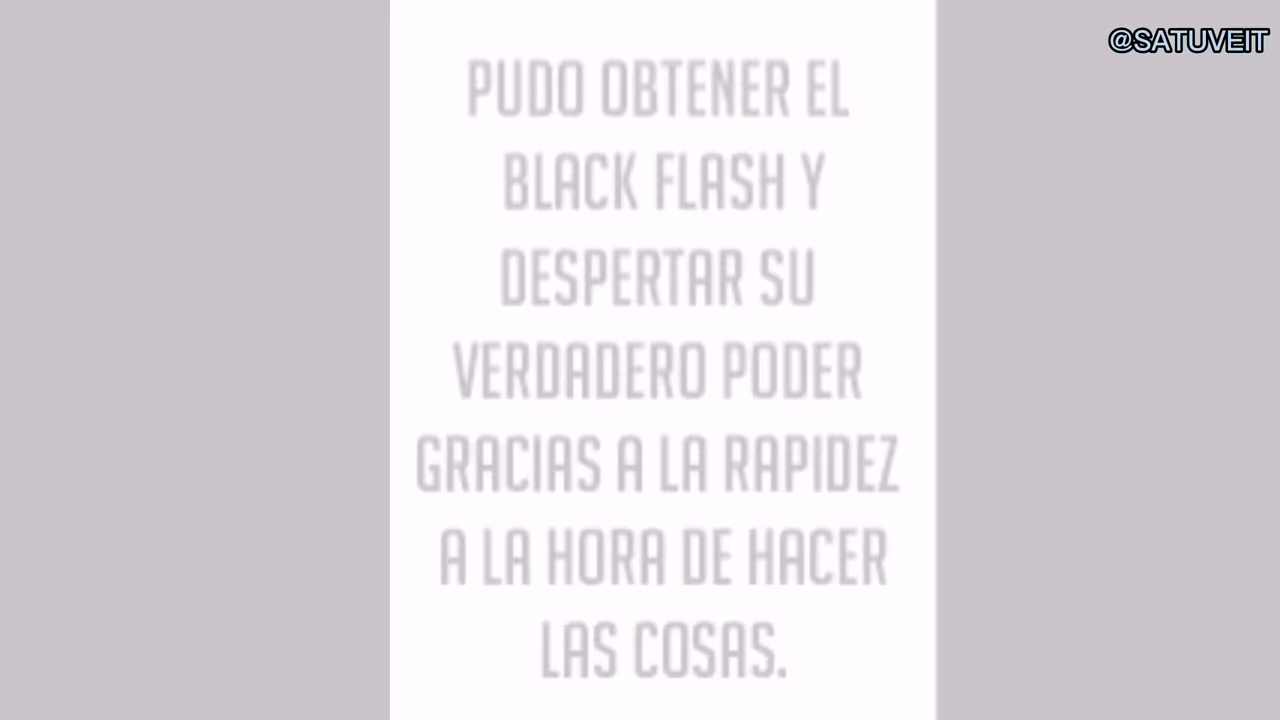 @SATUVEIT
PUDO OBTENER EL
BLACK FLASH Y
DESPERTAR SU
VERDADERO PODER
GRACIAS A LA RAPIDEZ
A LA HORA DE HACER
LAS COSAS.